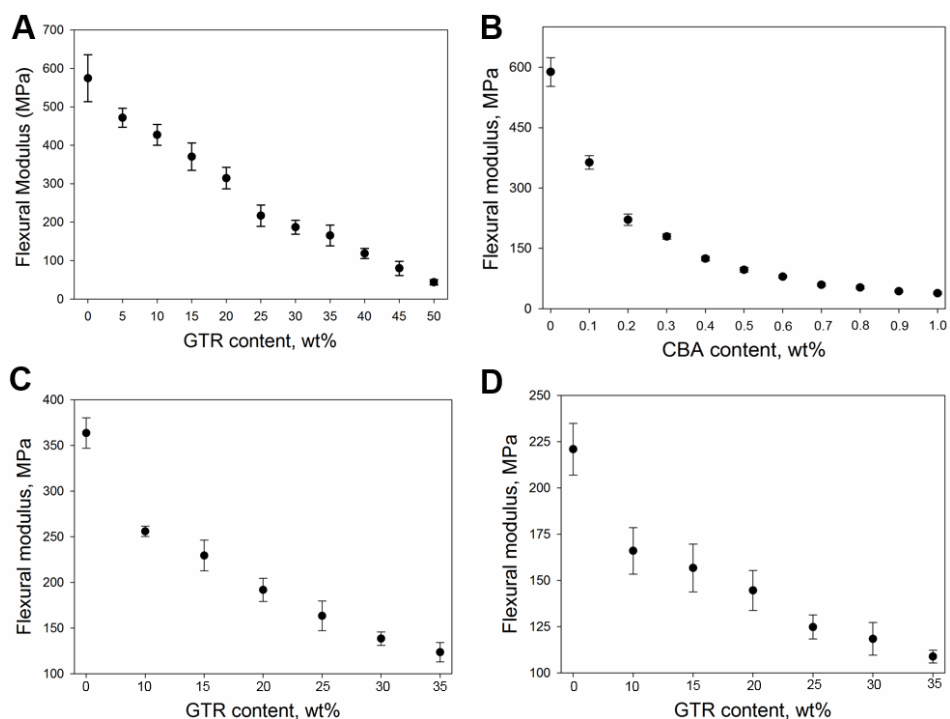 A
Flexural Modulus (MPa)
700
600
500
400
300
200
100
0
0 5 10 15 20 25 30 35 40 45 50
GTR content, wt%
B
Flexural modulus, MPa
600
450
300
150
0
0 0.1 0.2 0.3 0.4 0.5 0.6 0.7 0.8 0.9 1.0
CBA content, wt%
C
Flexural modulus, MPa
400
350
300
250
200
150
100
0 10 15 20 25 30 35
GTR content, wt%
D
Flexural modulus, MPa
250
225
200
175
150
125
100
0 10 15 20 25 30 35
GTR content, wt%